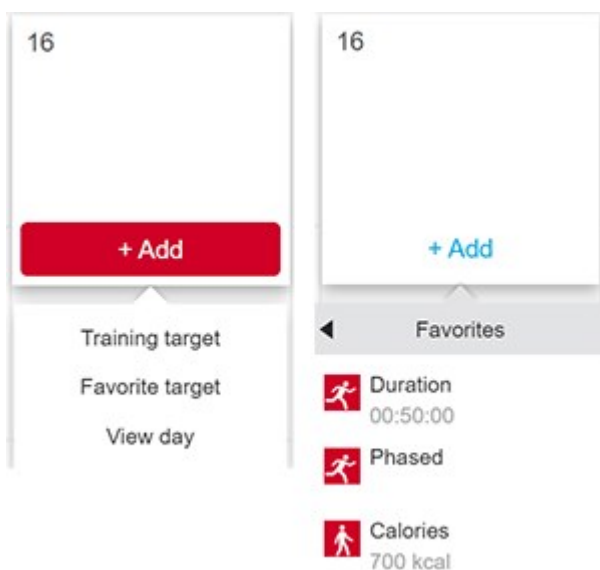 16
+ Add
Training target
Favorite target
View day
16
+ Add
Favorites
Duration
00:50:00
Phased
Calories
700 kcal